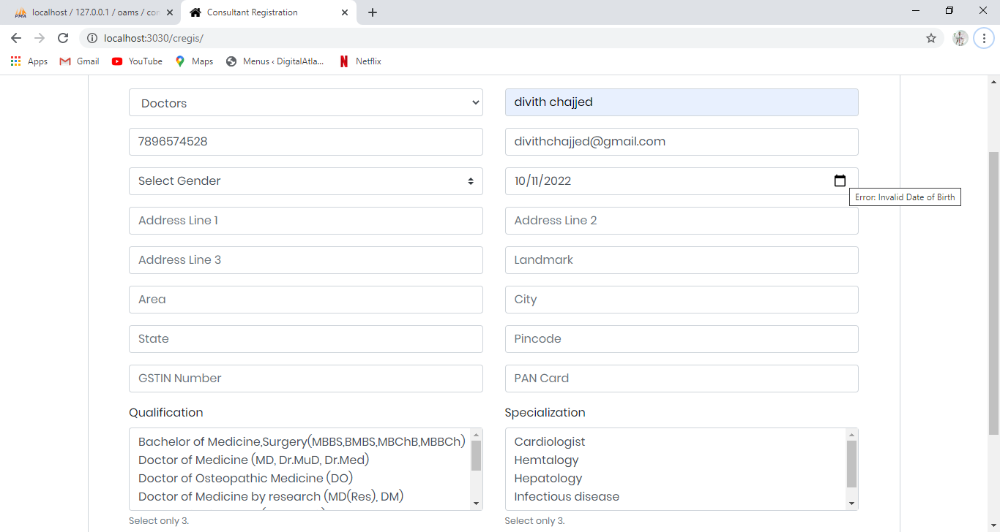 PMA localhost / 127.0.0.1 / oams / con
Consultant Registration
localhost:3030/cregis/
Apps
Gmail
YouTube
Maps
Menus ‹ DigitalAtla...
Netflix
Doctors
divith chajjed
7896574528
divithchajjed@gmail.com
Select Gender
10/11/2022
Error: Invalid Date of Birth
Address Line 1
Address Line 2
Address Line 3
Landmark
Area
City
State
Pincode
GSTIN Number
PAN Card
Qualification
Specialization
Bachelor of Medicine,Surgery(MBBS,BMBS,MBChB,MBBCh)
Doctor of Medicine (MD, Dr.MuD, Dr.Med)
Doctor of Osteopathic Medicine (DO)
Doctor of Medicine by research (MD(Res), DM)
Cardiologist
Hemtalogy
Hepatology
Infectious disease
Select only 3.
Select only 3.